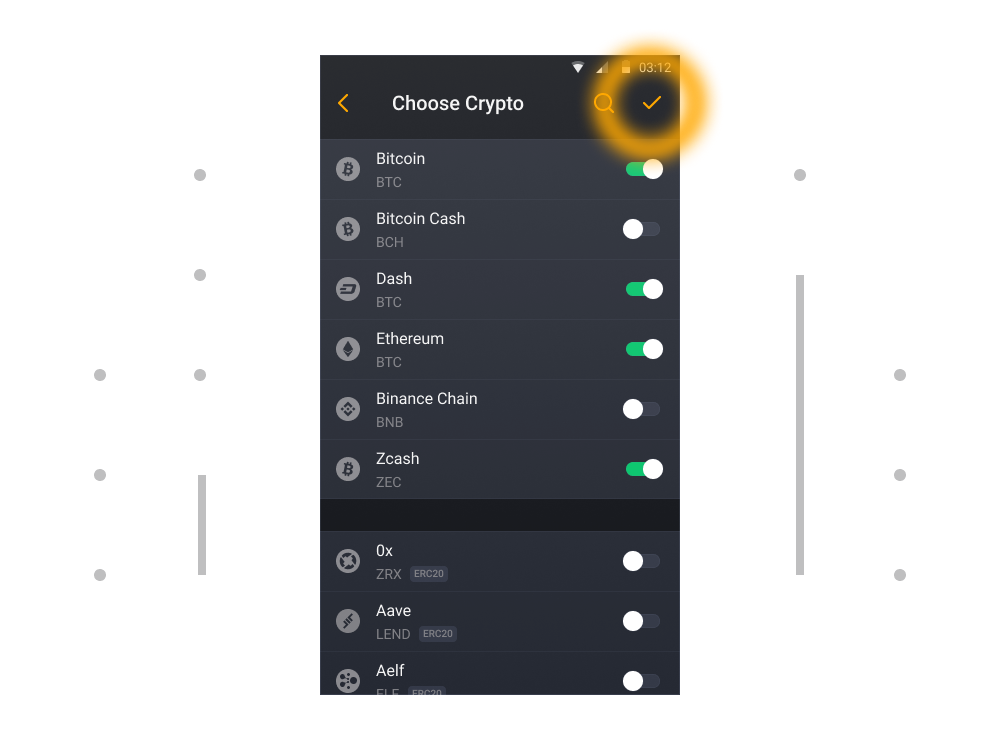 03:12
Choose Crypto
Bitcoin
BTC
Bitcoin Cash
BCH
Dash
BTC
Ethereum
BTC
Binance Chain
BNB
Zcash
ZEC
0x
ZRX ERC20
Aave
LEND ERC20
Aelf
ELF ERC20